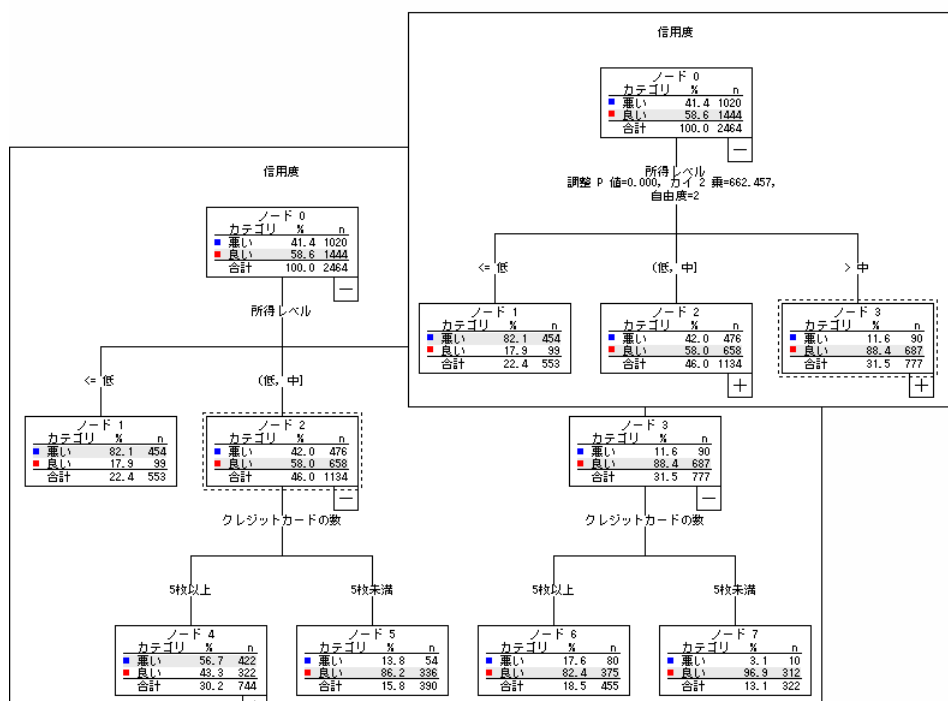 信用度
ノード 0
カテゴリ % n
悪い 41.4 1020
良い 58.6 1444
合計 100.0 2464
所得レベル
調整 P 値=0.000, カイ 2 乗=662.457,
自由度=2
<= 低
(低, 中]
> 中
ノード 1
カテゴリ % n
悪い 82.1 454
良い 17.9 99
合計 22.4 553
ノード 2
カテゴリ % n
悪い 42.0 476
良い 58.0 658
合計 46.0 1134
ノード 3
カテゴリ % n
悪い 11.6 90
良い 88.4 687
合計 31.5 777
信用度
ノード 0
カテゴリ % n
悪い 41.4 1020
良い 58.6 1444
合計 100.0 2464
所得レベル
<= 低
(低, 中]
ノード 1
カテゴリ % n
悪い 82.1 454
良い 17.9 99
合計 22.4 553
ノード 2
カテゴリ % n
悪い 42.0 476
良い 58.0 658
合計 46.0 1134
ノード 3
カテゴリ % n
悪い 11.6 90
良い 88.4 687
合計 31.5 777
クレジットカードの数
クレジットカードの数
5枚以上
5枚未満
5枚以上
5枚未満
ノード 4
カテゴリ % n
悪い 56.7 422
良い 43.3 322
合計 30.2 744
ノード 5
カテゴリ % n
悪い 13.8 54
良い 86.2 336
合計 15.8 390
ノード 6
カテゴリ % n
悪い 17.6 80
良い 82.4 375
合計 18.5 455
ノード 7
カテゴリ % n
悪い 3.1 10
良い 96.9 312
合計 13.1 322